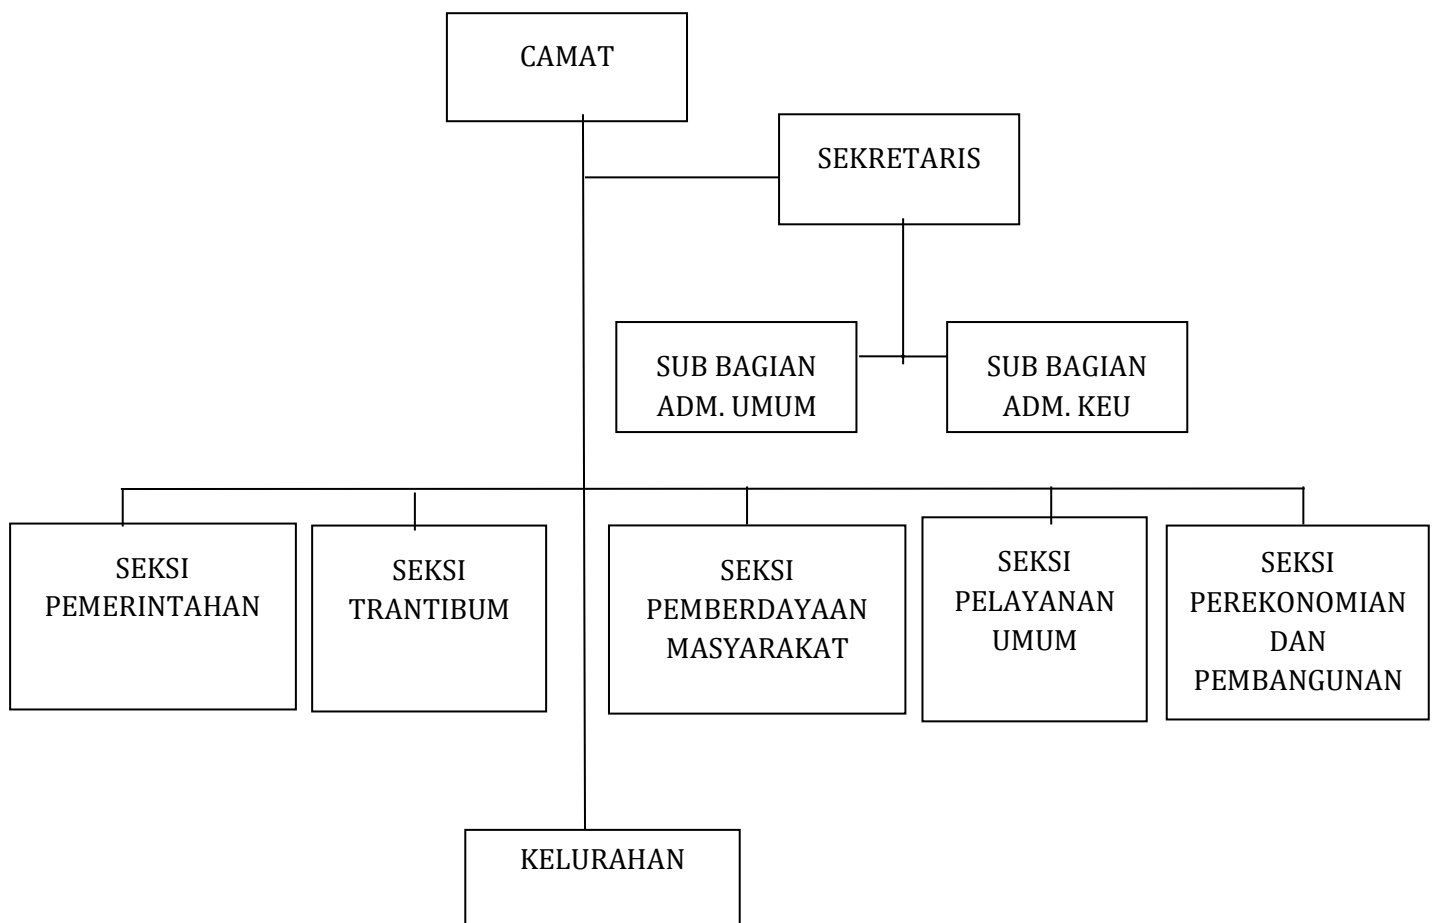 CAMAT
SEKRETARIS
SUB BAGIAN
ADM. UMUM
SUB BAGIAN
ADM. KEU
SEKSI
PEMERINTAHAN
SEKSI
TRANTIBUM
SEKSI
PEMBERDAYAAN
MASYARAKAT
SEKSI
PELAYANAN
UMUM
SEKSI
PEREKONOMIAN
DAN
PEMBANGUNAN
KELURAHAN